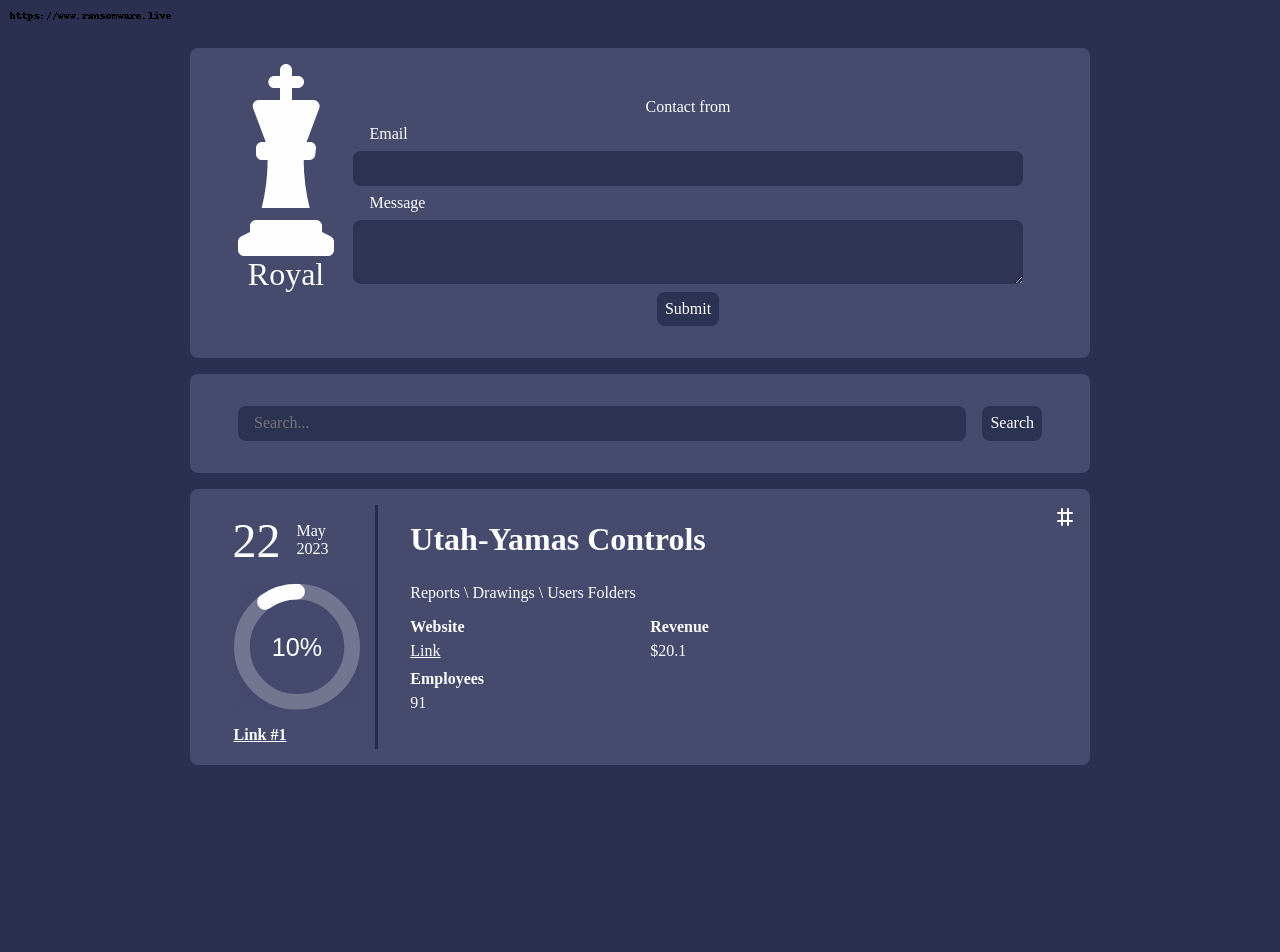 https://www.ransomware.live
Royal
Contact from
Email
Message
Submit
Search...
Search
22
May
2023
10%
Link #1
Utah-Yamas Controls
Reports \ Drawings \ Users Folders
Website
Link
Revenue
$20.1
Employees
91